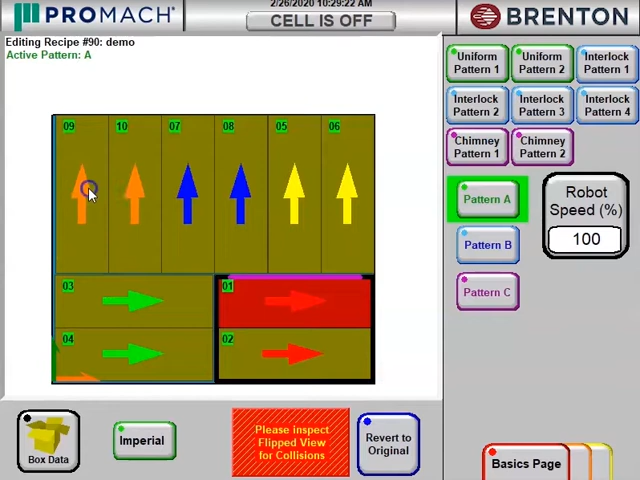 PROMACH
2/26/2020 10:29:22 AM
CELL IS OFF
BRENTON
Editing Recipe #90: demo
Active Pattern: A
09
10
07
08
05
06
03
01
04
02
Uniform
Pattern 1
Uniform
Pattern 2
Interlock
Pattern 1
Interlock
Pattern 2
Interlock
Pattern 3
Interlock
Pattern 4
Chimney
Pattern 1
Chimney
Pattern 2
Pattern A
Pattern B
Pattern C
Robot
Speed (%)
100
Box Data
Imperial
Please inspect
Flipped View
for Collisions
Revert to
Original
Basics Page